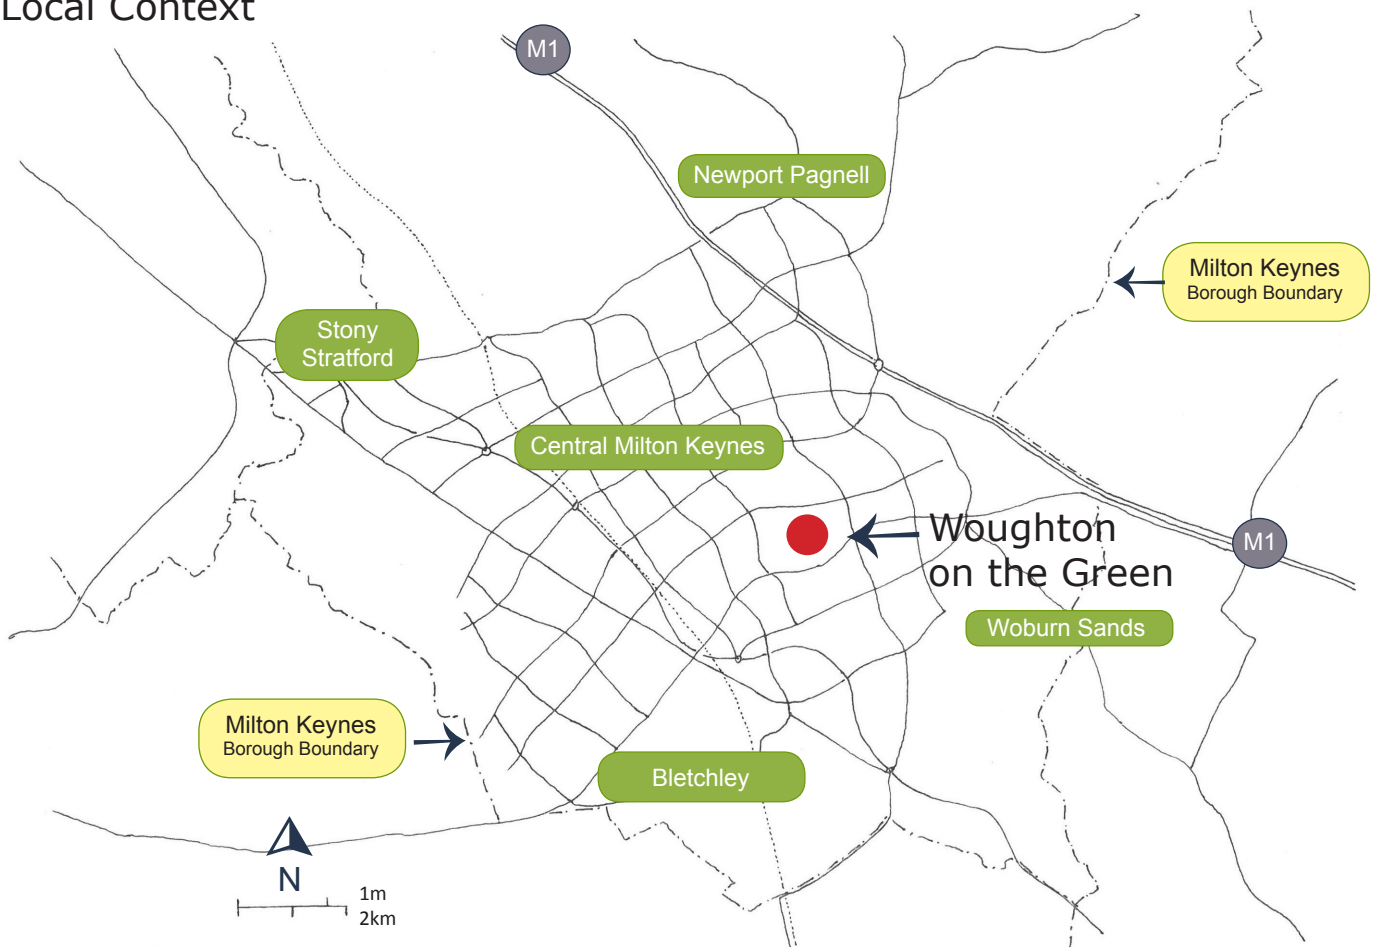 Local Context
M1
Newport Pagnell
Milton Keynes
Borough Boundary
Stony
Stratford
Central Milton Keynes
Woughton
on the Green
M1
Woburn Sands
Milton Keynes
Borough Boundary
Bletchley
N
1m
2km